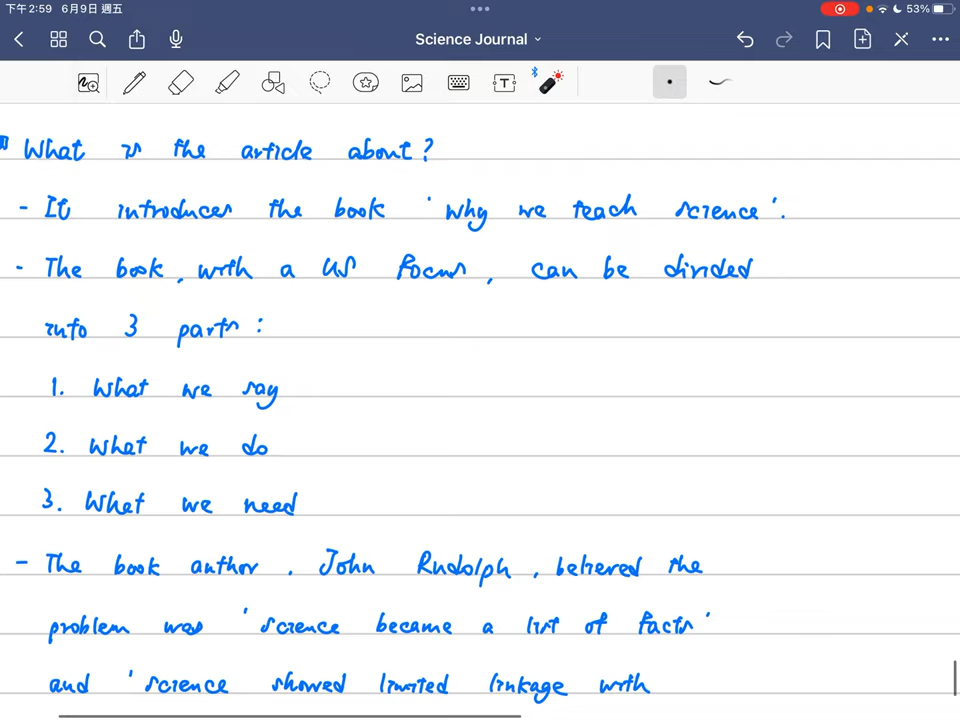 下午2:59 6月9日 週五
53%
Science Journal
What is the article about?
- It introduces the book 'Why we teach science'.
- The book, with a US focus, can be divided
into 3 parts:
1. What we say
2. What we do
3. What we need
- The book author, John Rudolph, believed the
problem was 'science became a list of facts'
and 'science showed limited linkage with